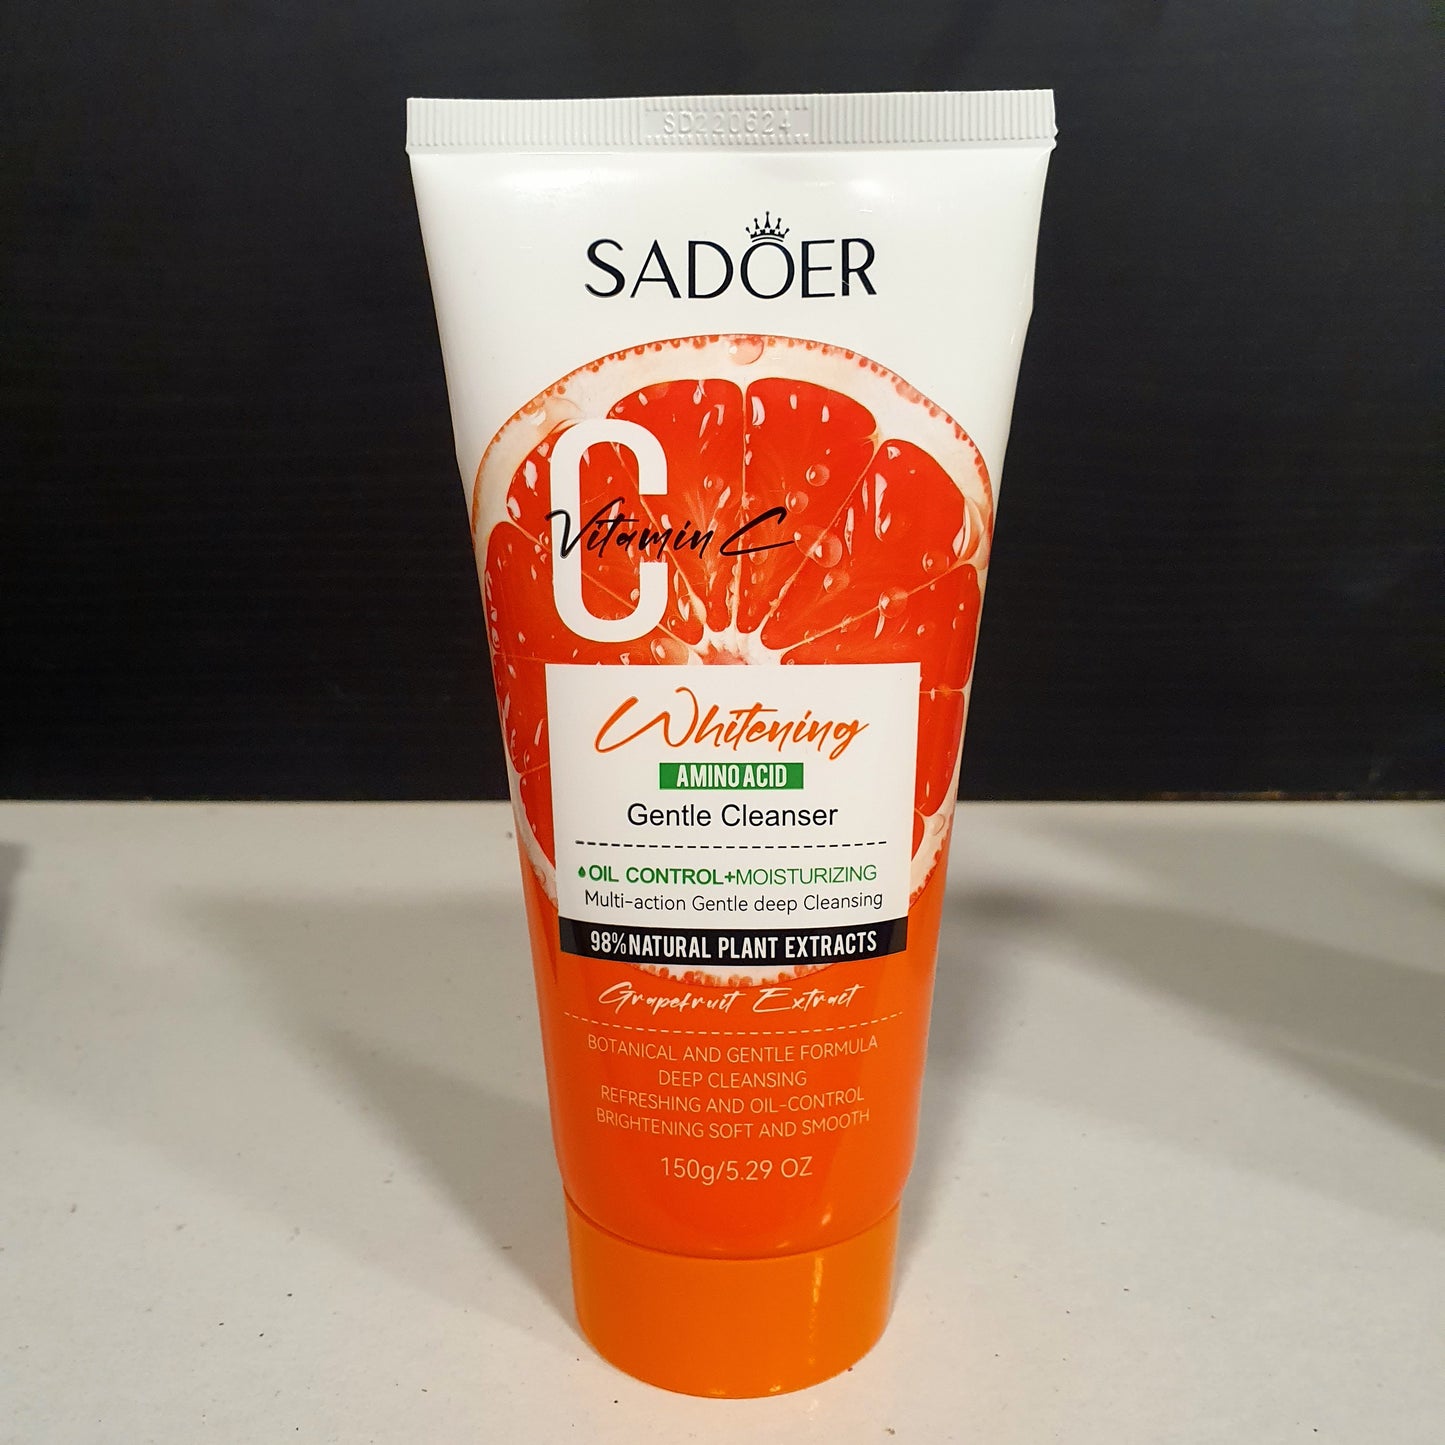 SD220624
SADOER
C
Vitamin C
Whitening
AMINO ACID
Gentle Cleanser
OIL CONTROL+MOISTURIZING
Multi-action Gentle deep Cleansing
98% NATURAL PLANT EXTRACTS
Grapefruit Extract
BOTANICAL AND GENTLE FORMULA
DEEP CLEANSING
REFRESHING AND OIL-CONTROL
BRIGHTENING SOFT AND SMOOTH
150g/5.29 OZ